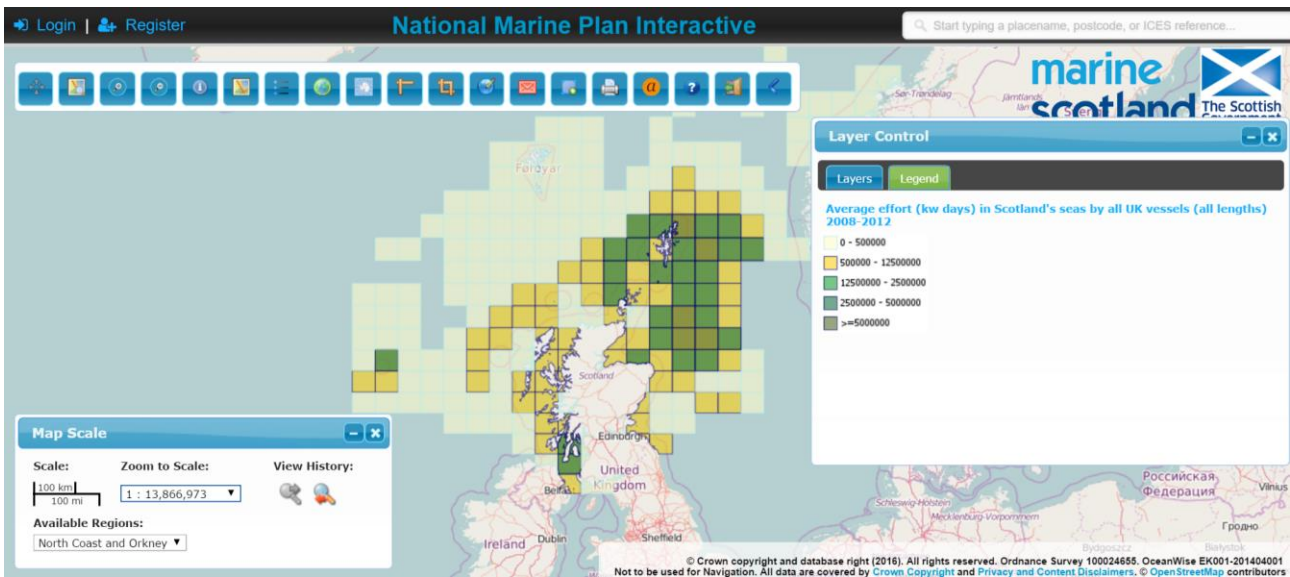 Login | Register
National Marine Plan Interactive
Start typing a placename, postcode, or ICES reference...
marine
scotland
The Scottish
Government
Sør-Trøndelag
Jämtlands
län
Føroyar
Layer Control
Layers
Legend
Average effort (kw days) in Scotland's seas by all UK vessels (all lengths)
2008-2012
0 - 500000
500000 - 12500000
12500000 - 2500000
2500000 - 5000000
>=5000000
Scotland
Edinburgh
United
Kingdom
Belfast
Dublin
Ireland
Sheffield
Map Scale
Scale:
Zoom to Scale:
View History:
100 km
100 mi
1 : 13,866,973
Available Regions:
North Coast and Orkney
Schleswig-Holstein
Mecklenburg-Vorpommern
Российская
Федерация
Vilnius
Гродно
Bydgoszcz
Białystok
© Crown copyright and database right (2016). All rights reserved. Ordnance Survey 100024655. OceanWise EK001-201404001
Not to be used for Navigation. All data are covered by Crown Copyright and Privacy and Content Disclaimers. © OpenStreetMap contributors